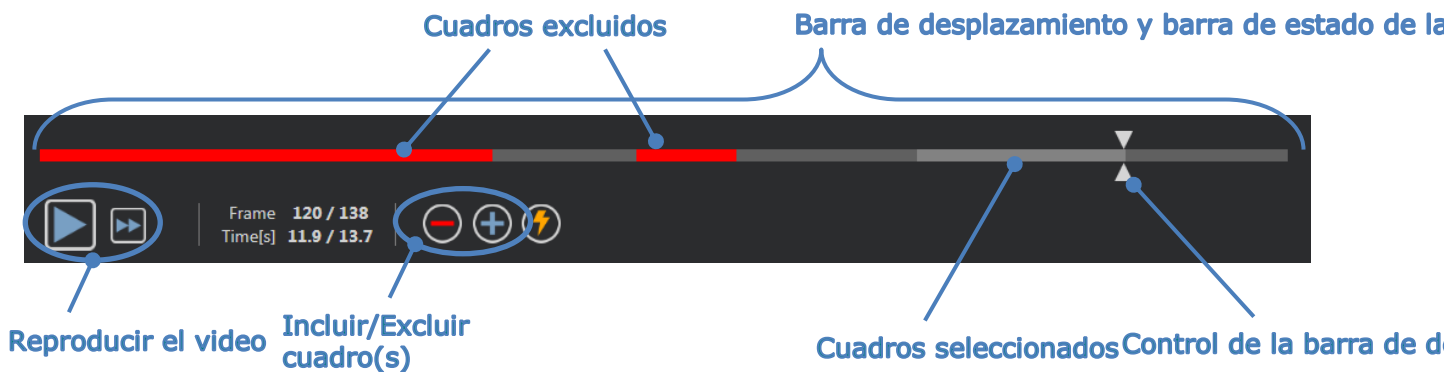 Cuadros excluidos
Barra de desplazamiento y barra de estado de la
Frame 120 / 138
Time[s] 11.9 / 13.7
Reproducir el video
Incluir/Excluir
cuadro(s)
Cuadros seleccionados
Control de la barra de